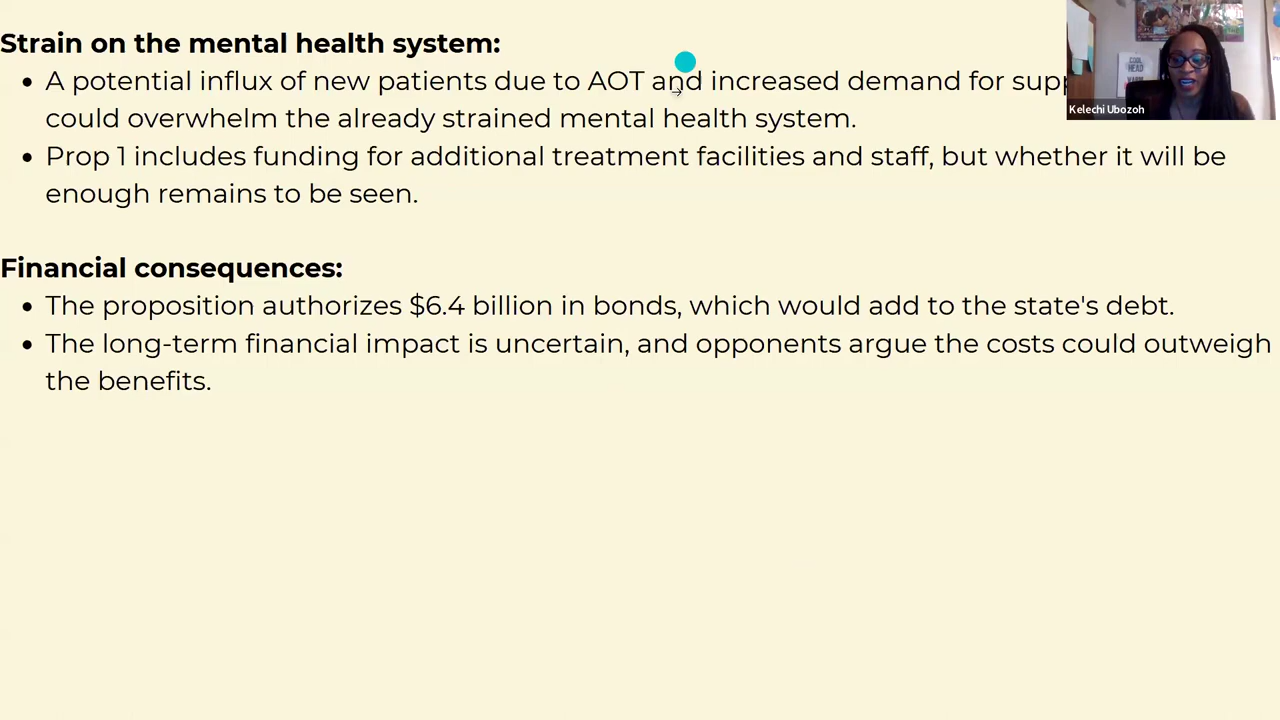 Strain on the mental health system:
• A potential influx of new patients due to AOT and increased demand for
could overwhelm the already strained mental health system.
• Prop 1 includes funding for additional treatment facilities and staff, but whether it will be
enough remains to be seen.
Financial consequences:
• The proposition authorizes $6.4 billion in bonds, which would add to the state's debt.
• The long-term financial impact is uncertain, and opponents argue the costs could outweigh
the benefits.
COOL
HEAD
WARM
Kelechi Ubozoh